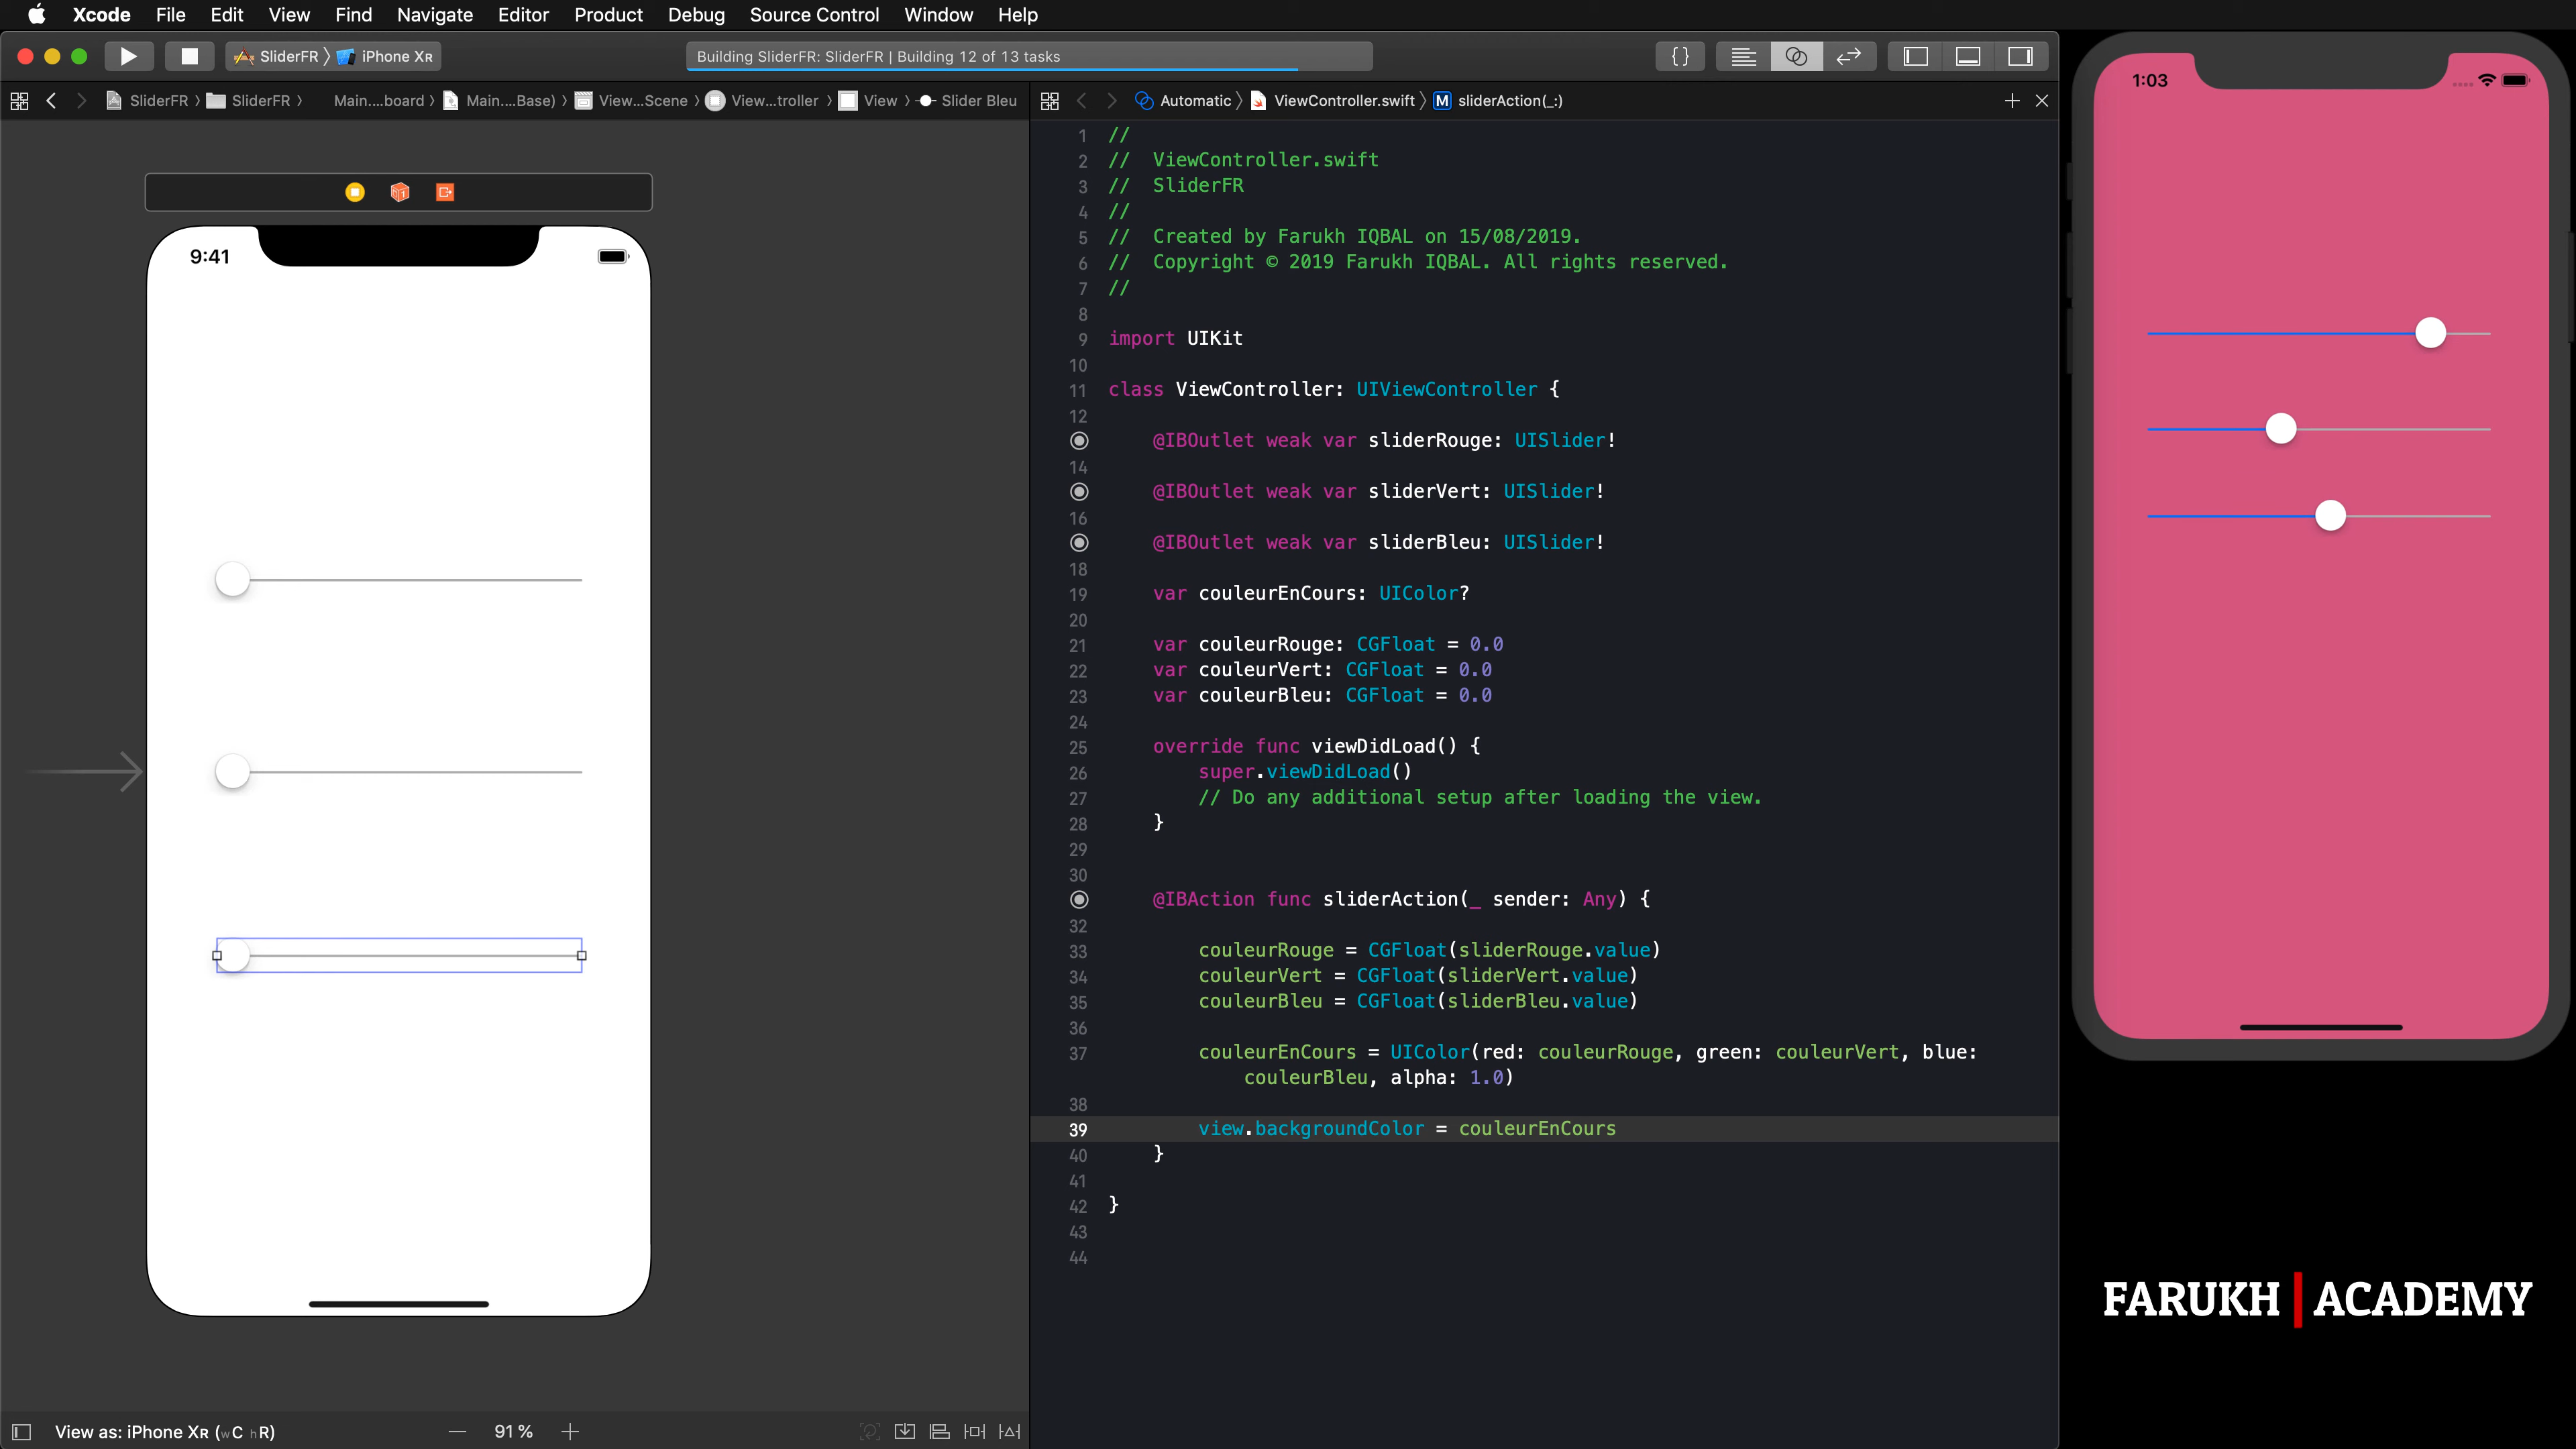 Xcode File Edit View Find Navigate Editor Product Debug Source Control Window Help
SliderFR iPhone XR
Building SliderFR: SliderFR | Building 12 of 13 tasks
SliderFR SliderFR Main....board Main....Base) View...Scene View...troller View Slider Bleu
Automatic ViewController.swift M sliderAction(_:)
9:41
1 //
2 //  ViewController.swift
3 //  SliderFR
4 //
5 //  Created by Farukh IQBAL on 15/08/2019.
6 //  Copyright © 2019 Farukh IQBAL. All rights reserved.
7 //
8
9 import UIKit
10
11 class ViewController: UIViewController {
12
@IBOutlet weak var sliderRouge: UISlider!
14
@IBOutlet weak var sliderVert: UISlider!
16
@IBOutlet weak var sliderBleu: UISlider!
18
19 var couleurEnCours: UIColor?
20
21 var couleurRouge: CGFloat = 0.0
22 var couleurVert: CGFloat = 0.0
23 var couleurBleu: CGFloat = 0.0
24
25 override func viewDidLoad() {
26 super.viewDidLoad()
27 // Do any additional setup after loading the view.
28 }
29
30
@IBAction func sliderAction(_ sender: Any) {
32
33 couleurRouge = CGFloat(sliderRouge.value)
34 couleurVert = CGFloat(sliderVert.value)
35 couleurBleu = CGFloat(sliderBleu.value)
36
37 couleurEnCours = UIColor(red: couleurRouge, green: couleurVert, blue:
couleurBleu, alpha: 1.0)
38
39 view.backgroundColor = couleurEnCours
40 }
41
42 }
43
44
View as: iPhone XR (wC hR)
91%
1:03
FARUKH ACADEMY